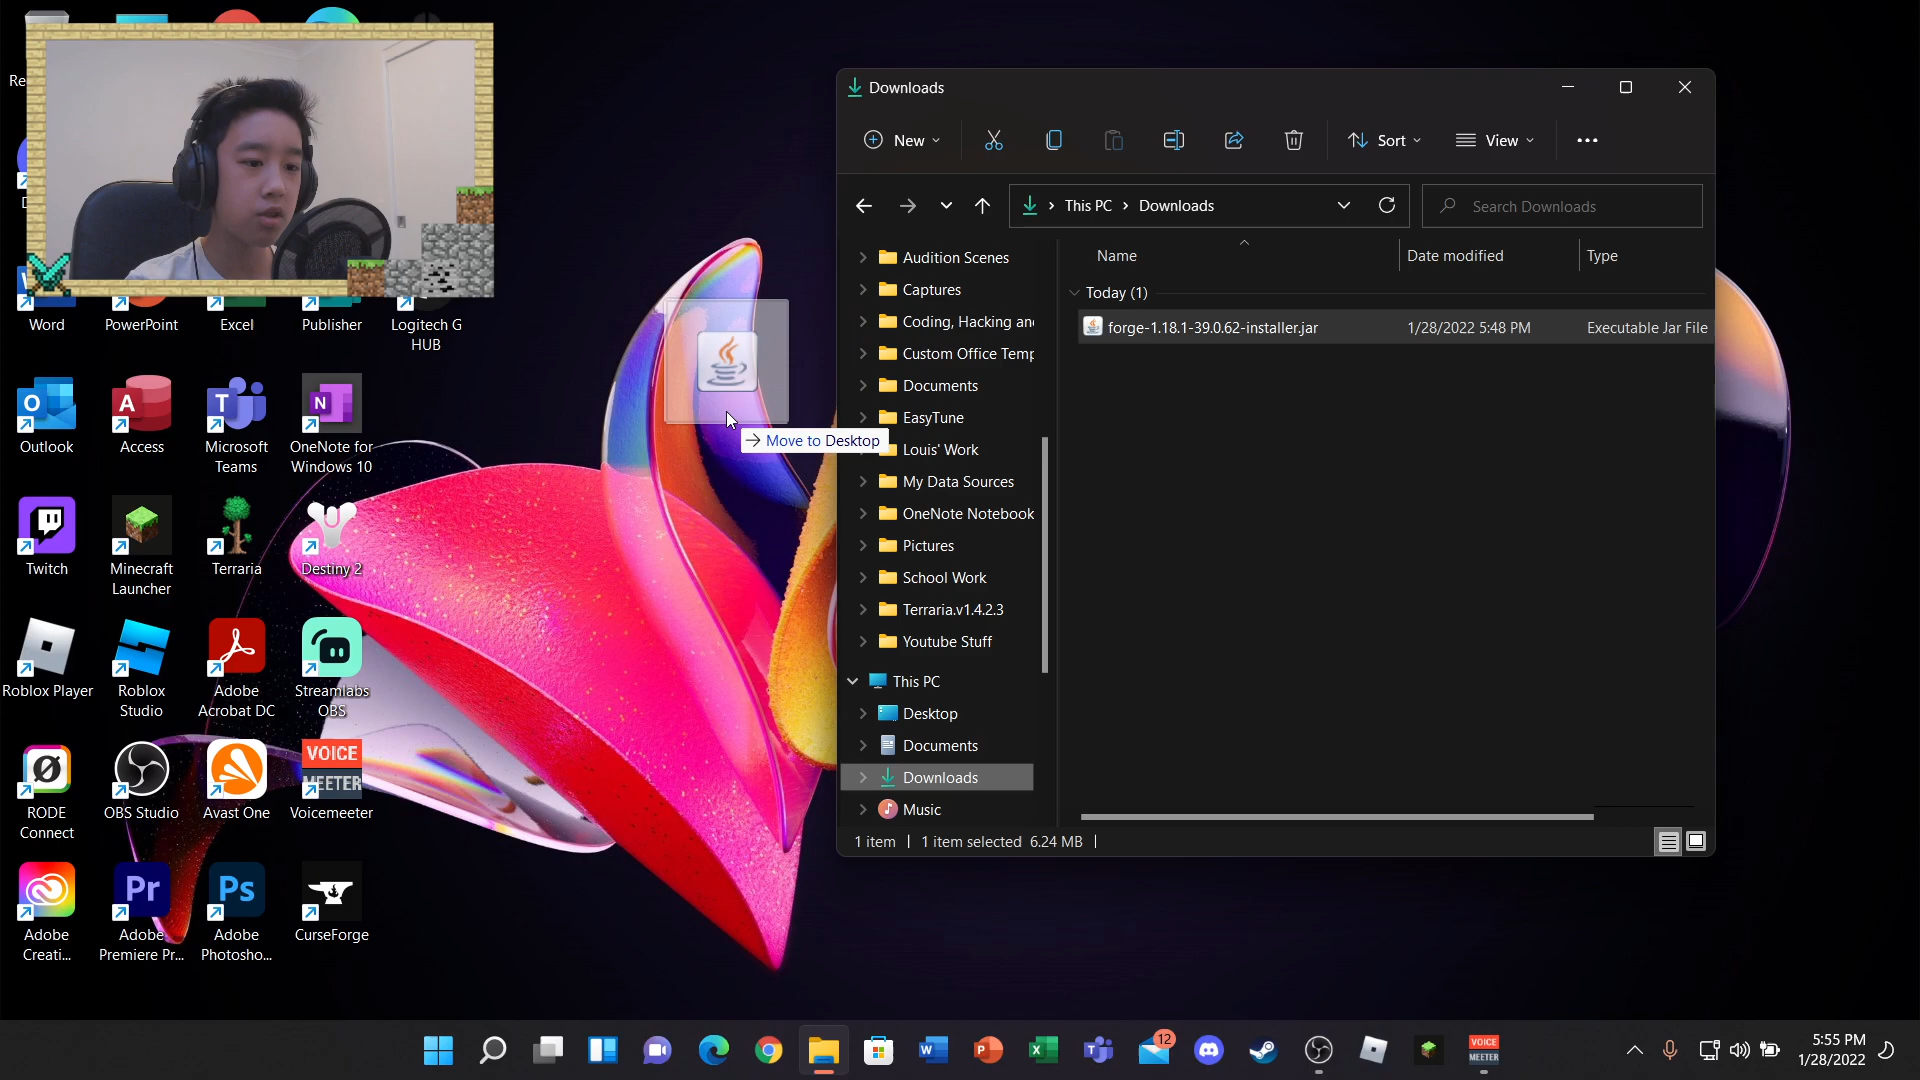 Re
Word
PowerPoint
Excel
Publisher
Logitech G
HUB
Outlook
Access
Microsoft
Teams
OneNote for
Windows 10
Twitch
Minecraft
Launcher
Terraria
Destiny 2
Roblox Player
Roblox
Studio
Adobe
Acrobat DC
Streamlabs
OBS
VOICE
MEETER
RODE
Connect
OBS Studio
Avast One
Voicemeeter
Adobe
Creati...
Adobe
Premiere Pr...
Adobe
Photosho...
CurseForge
Move to Desktop
Downloads
New
Sort
View
This PC
Downloads
Search Downloads
Name
Date modified
Type
Today (1)
forge-1.18.1-39.0.62-installer.jar
1/28/2022 5:48 PM
Executable Jar File
Audition Scenes
Captures
Coding, Hacking an
Custom Office Temp
Documents
EasyTune
Louis' Work
My Data Sources
OneNote Notebook
Pictures
School Work
Terraria.v1.4.2.3
Youtube Stuff
This PC
Desktop
Documents
Downloads
Music
1 item
1 item selected 6.24 MB
12
VOICE
MEETER
5:55 PM
1/28/2022